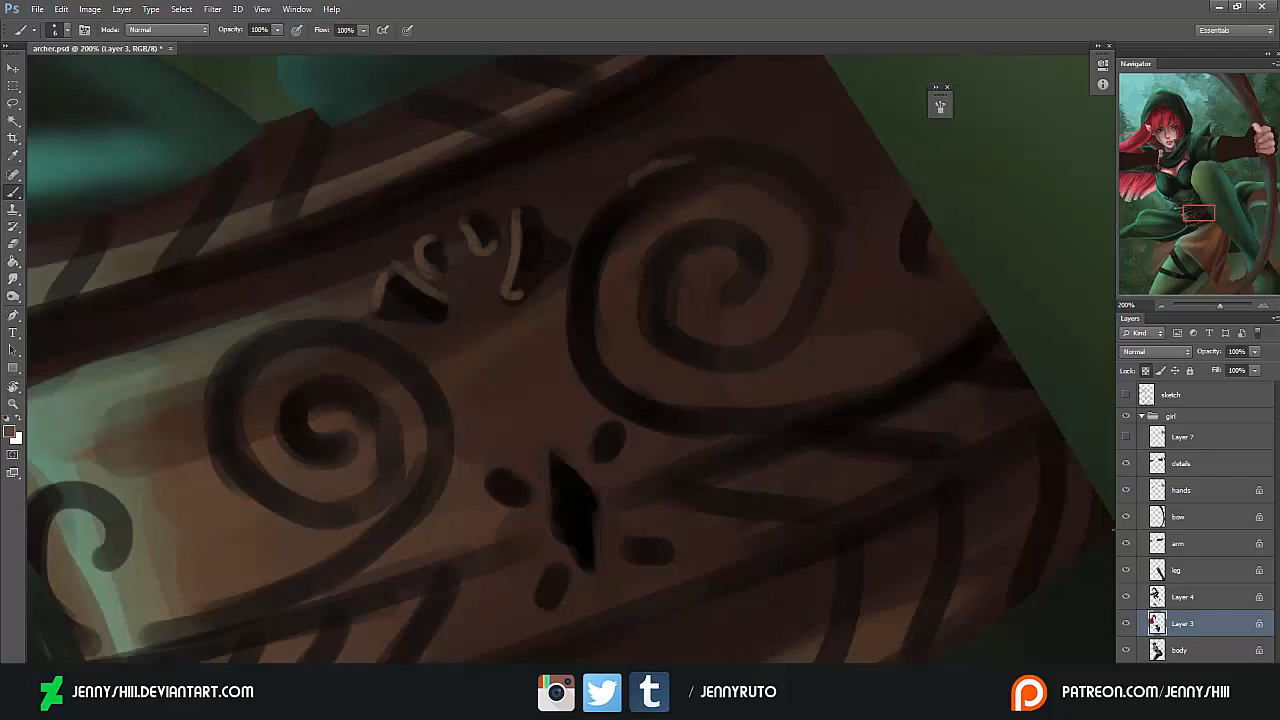 Ps File Edit Image Layer Type Select Filter 3D View Window Help
6 Mode: Normal Opacity: 100% Flow: 100% Essentials
archer.psd @ 200% (Layer 3, RGB/8) * ×
Navigator
200%
Layers
Kind
Normal Opacity: 100%
Lock: Fill: 100%
sketch
girl
Layer 7
details
hands
bow
arm
leg
Layer 4
Layer 3
body
JENNYSHIII.DEVIANTART.COM / JENNYRUTO PATREON.COM/JENNYSHIII